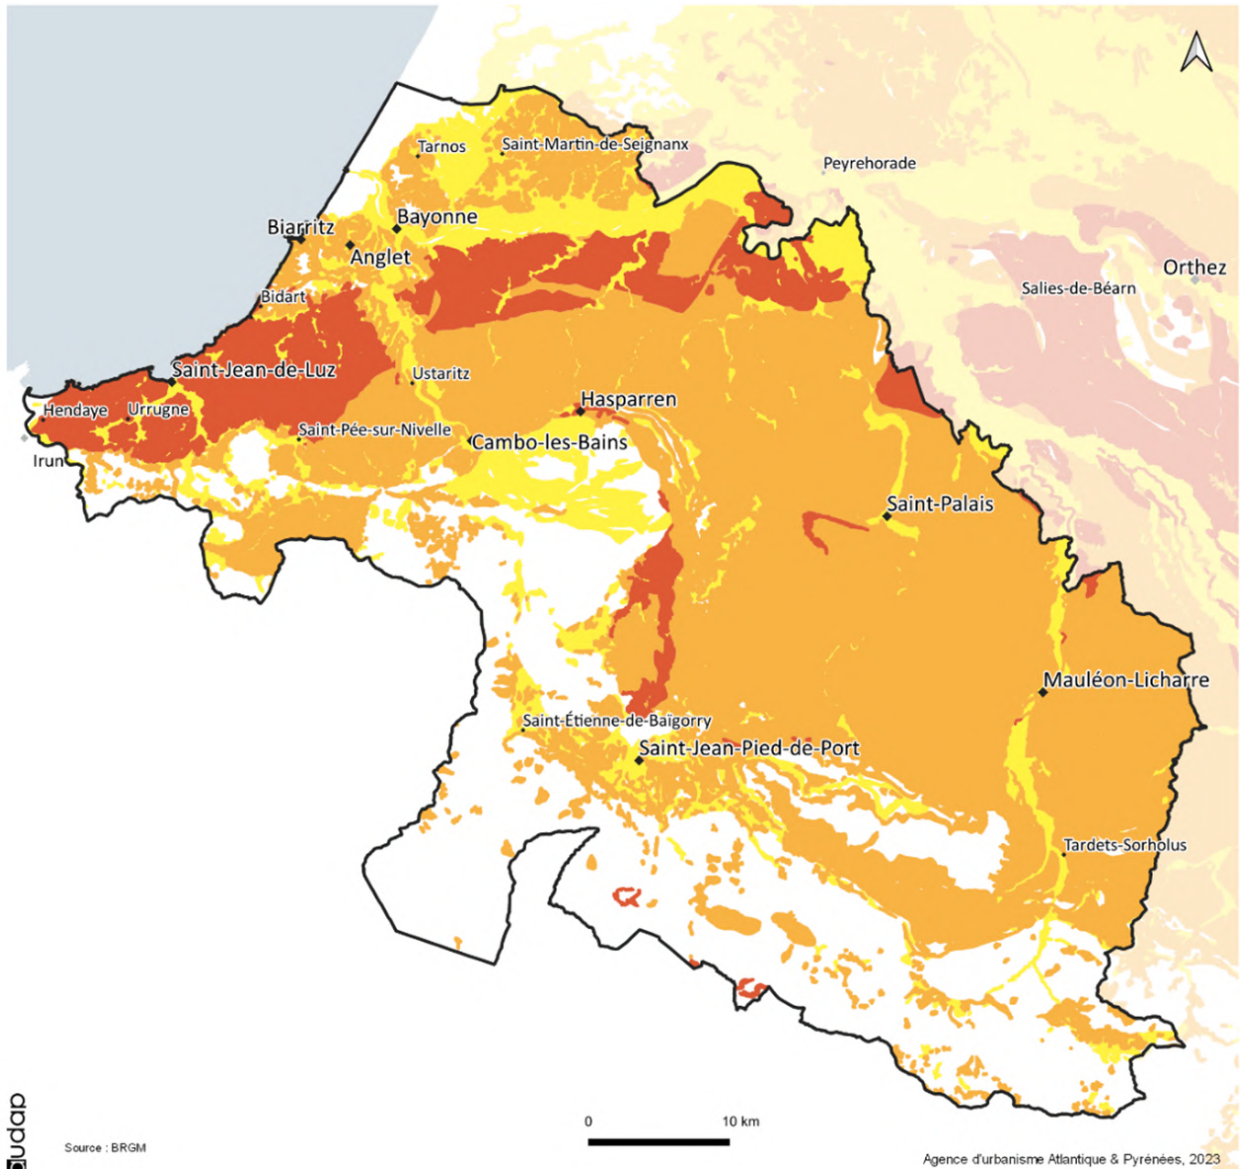 Tarnos
Saint-Martin-de-Seignanx
Peyrehorade
Biarritz
Bayonne
Anglet
Orthez
Salies-de-Béarn
Bidart
Saint-Jean-de-Luz
Ustaritz
Hendaye
Urrugne
Hasparren
Saint-Pée-sur-Nivelle
Cambo-les-Bains
Irun
Saint-Palais
Mauléon-Licharre
Saint-Étienne-de-Baïgorry
Saint-Jean-Pied-de-Port
Tardets-Sorholus
audap
0 10 km
Source : BRGM
Agence d'urbanisme Atlantique & Pyrénées, 2023